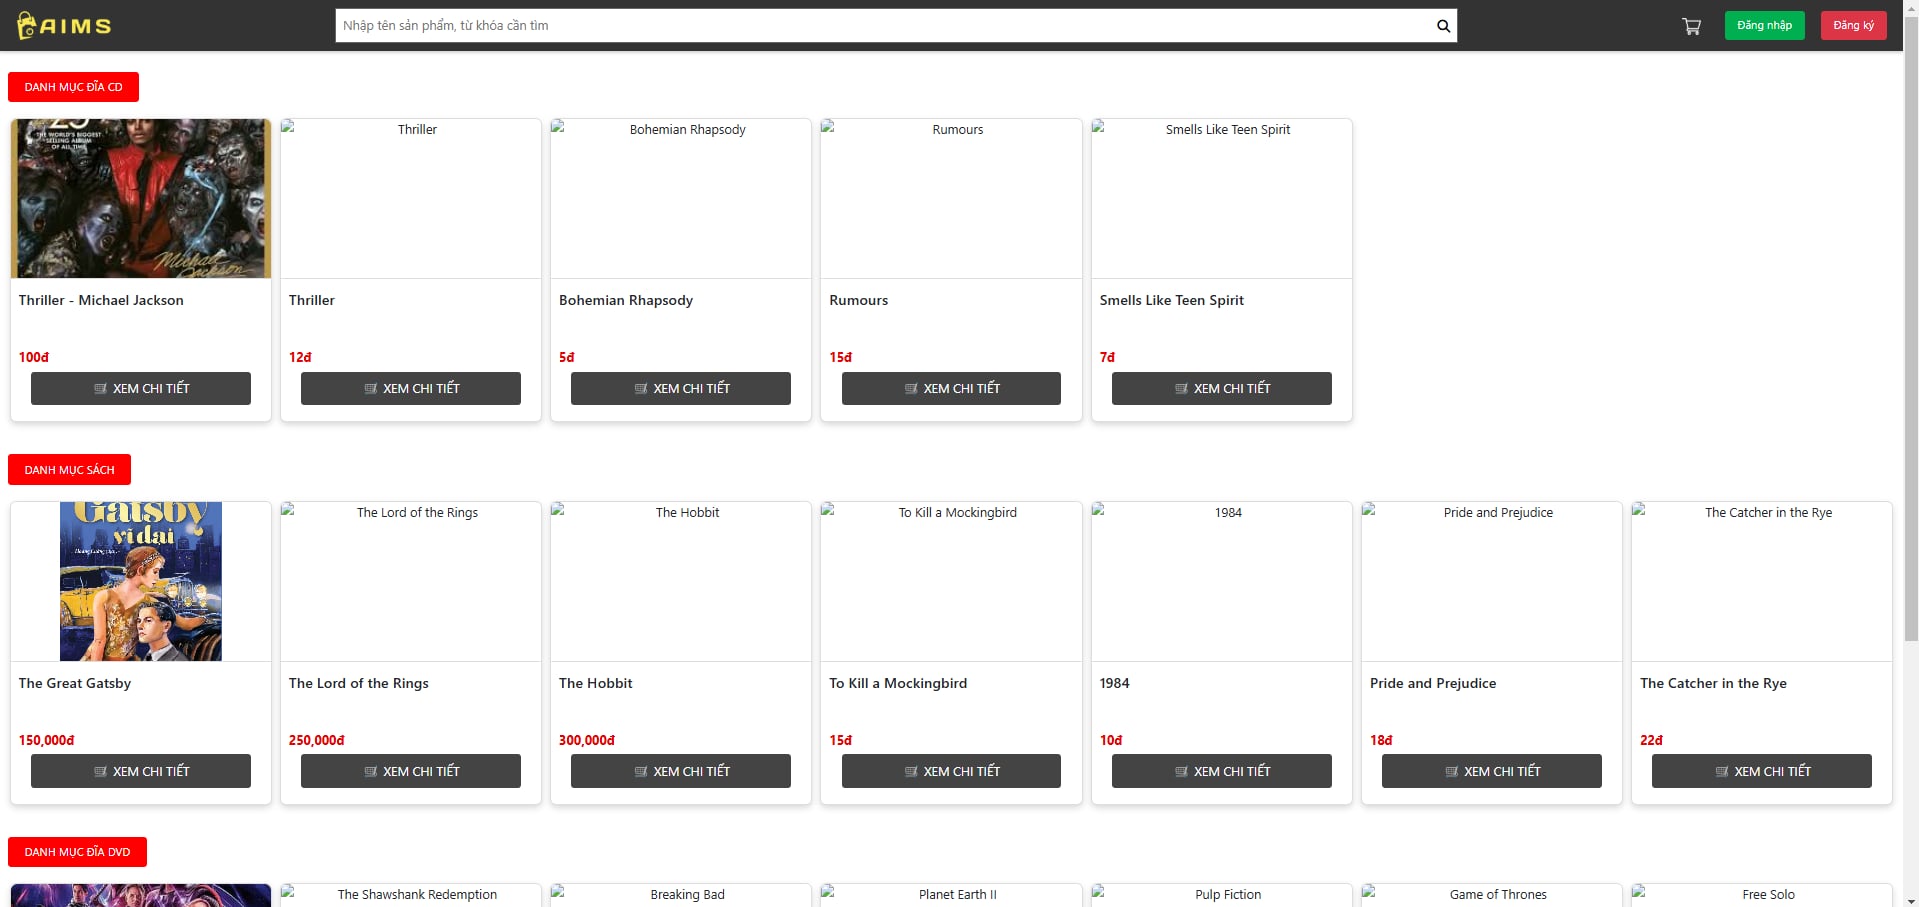 AIMS
Nhập tên sản phẩm, từ khóa cần tìm
Đăng nhập
Đăng ký
DANH MỤC ĐĨA CD
25
THE WORLD'S BIGGEST
SELLING ALBUM
OF ALL TIME
Michael
Jackson
Thriller
Bohemian Rhapsody
Rumours
Smells Like Teen Spirit
Thriller - Michael Jackson
Thriller
Bohemian Rhapsody
Rumours
Smells Like Teen Spirit
100đ
12đ
5đ
15đ
7đ
XEM CHI TIẾT
XEM CHI TIẾT
XEM CHI TIẾT
XEM CHI TIẾT
XEM CHI TIẾT
DANH MỤC SÁCH
Gatsby
vĩ đại
The Lord of the Rings
The Hobbit
To Kill a Mockingbird
1984
Pride and Prejudice
The Catcher in the Rye
The Great Gatsby
The Lord of the Rings
The Hobbit
To Kill a Mockingbird
1984
Pride and Prejudice
The Catcher in the Rye
150,000đ
250,000đ
300,000đ
15đ
10đ
18đ
22đ
XEM CHI TIẾT
XEM CHI TIẾT
XEM CHI TIẾT
XEM CHI TIẾT
XEM CHI TIẾT
XEM CHI TIẾT
XEM CHI TIẾT
DANH MỤC ĐĨA DVD
The Shawshank Redemption
Breaking Bad
Planet Earth II
Pulp Fiction
Game of Thrones
Free Solo